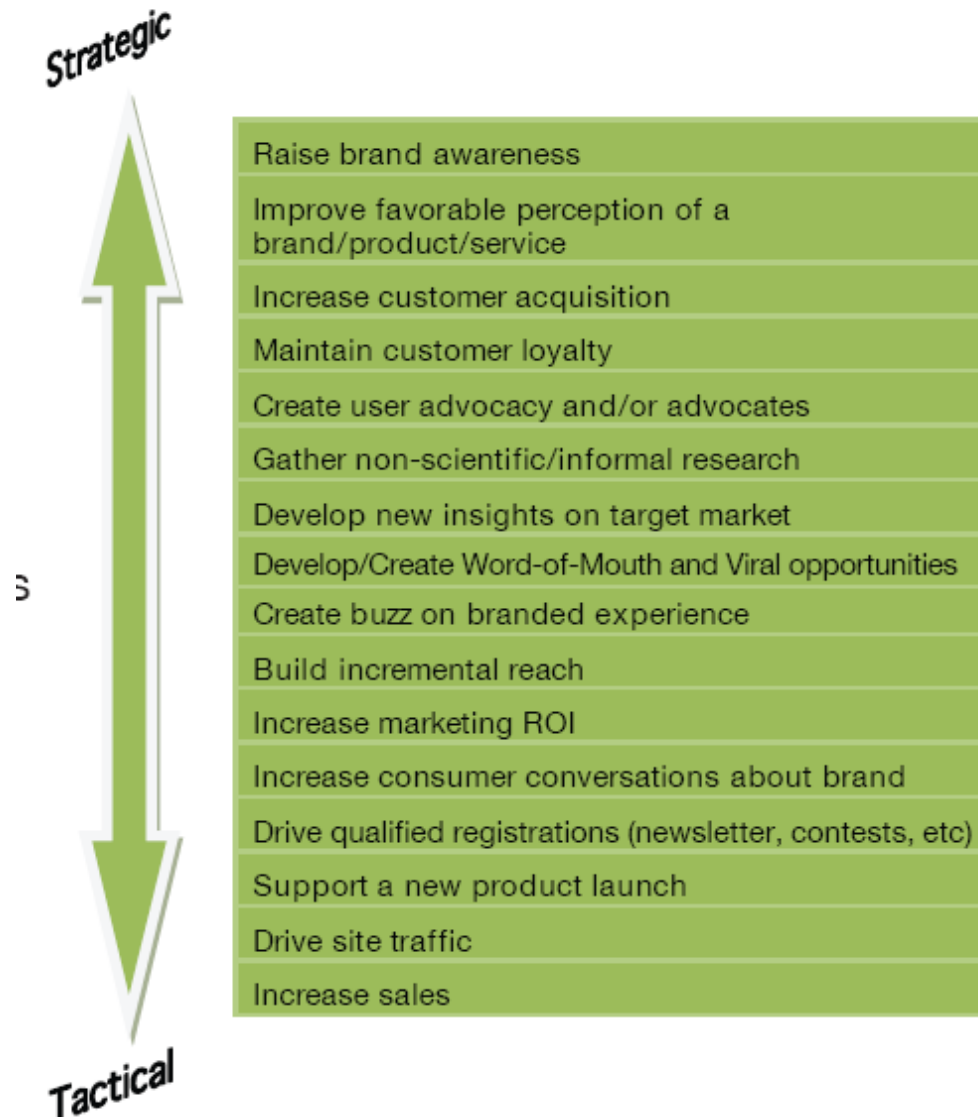 Strategic
Raise brand awareness
Improve favorable perception of a
brand/product/service
Increase customer acquisition
Maintain customer loyalty
Create user advocacy and/or advocates
Gather non-scientific/informal research
Develop new insights on target market
Develop/Create Word-of-Mouth and Viral opportunities
s
Create buzz on branded experience
Build incremental reach
Increase marketing ROI
Increase consumer conversations about brand
Drive qualified registrations (newsletter, contests, etc)
Support a new product launch
Drive site traffic
Increase sales
Tactical